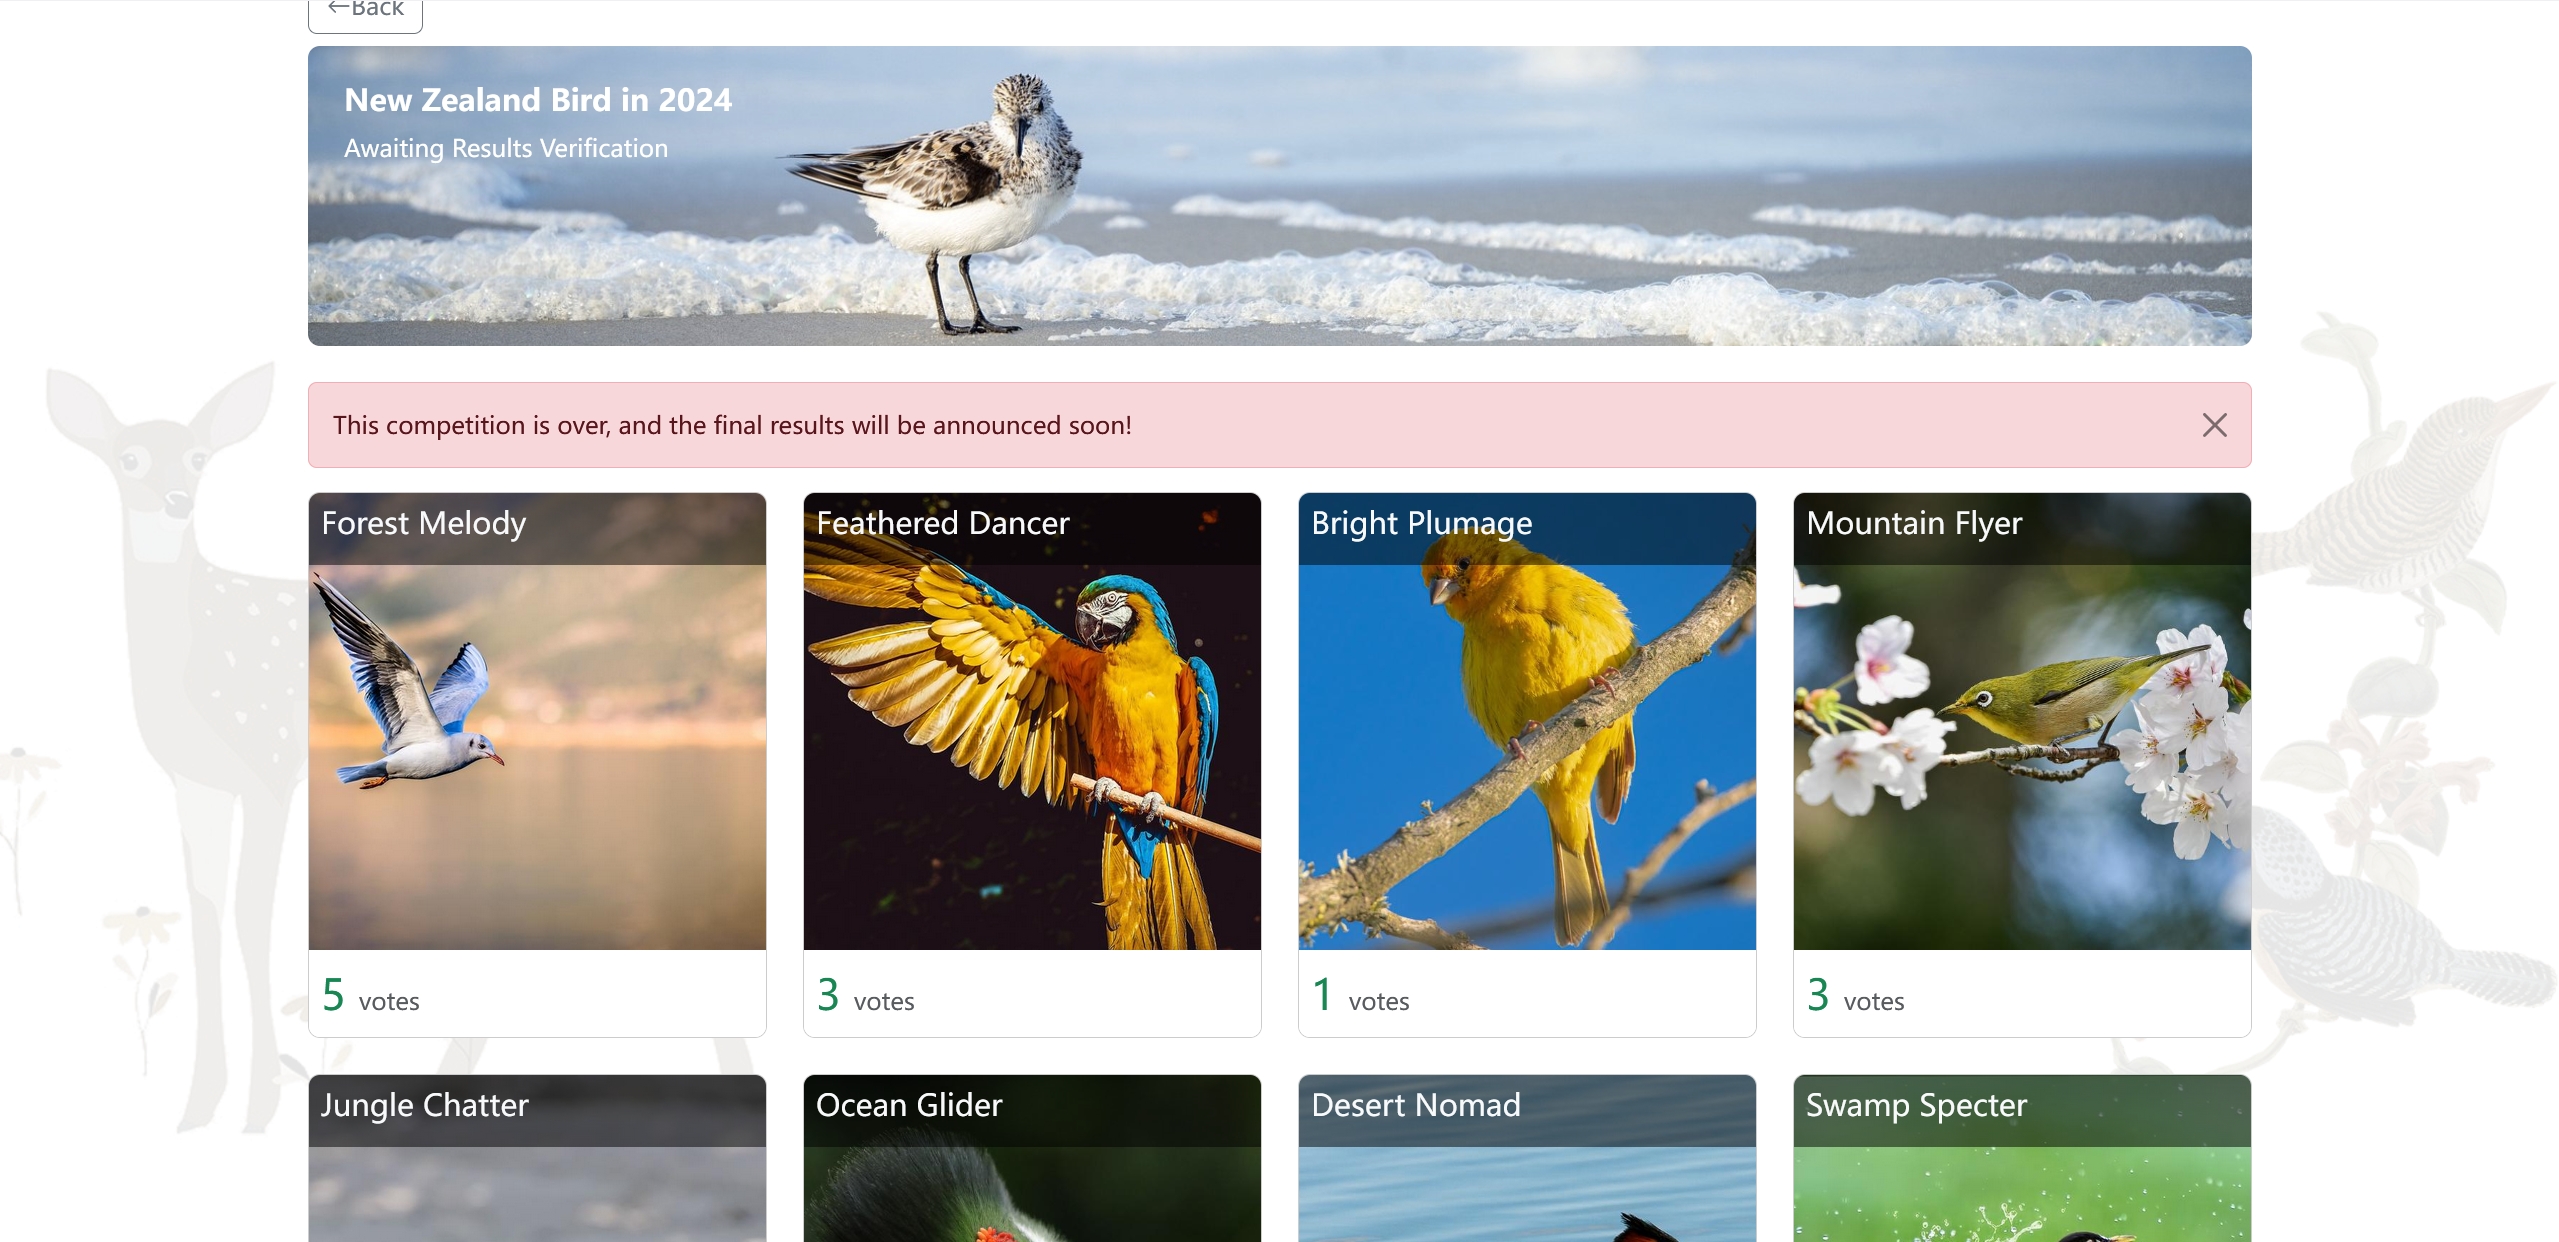 ←Back
New Zealand Bird in 2024
Awaiting Results Verification
This competition is over, and the final results will be announced soon!
Forest Melody
Feathered Dancer
Bright Plumage
Mountain Flyer
5 votes
3 votes
1 votes
3 votes
Jungle Chatter
Ocean Glider
Desert Nomad
Swamp Specter